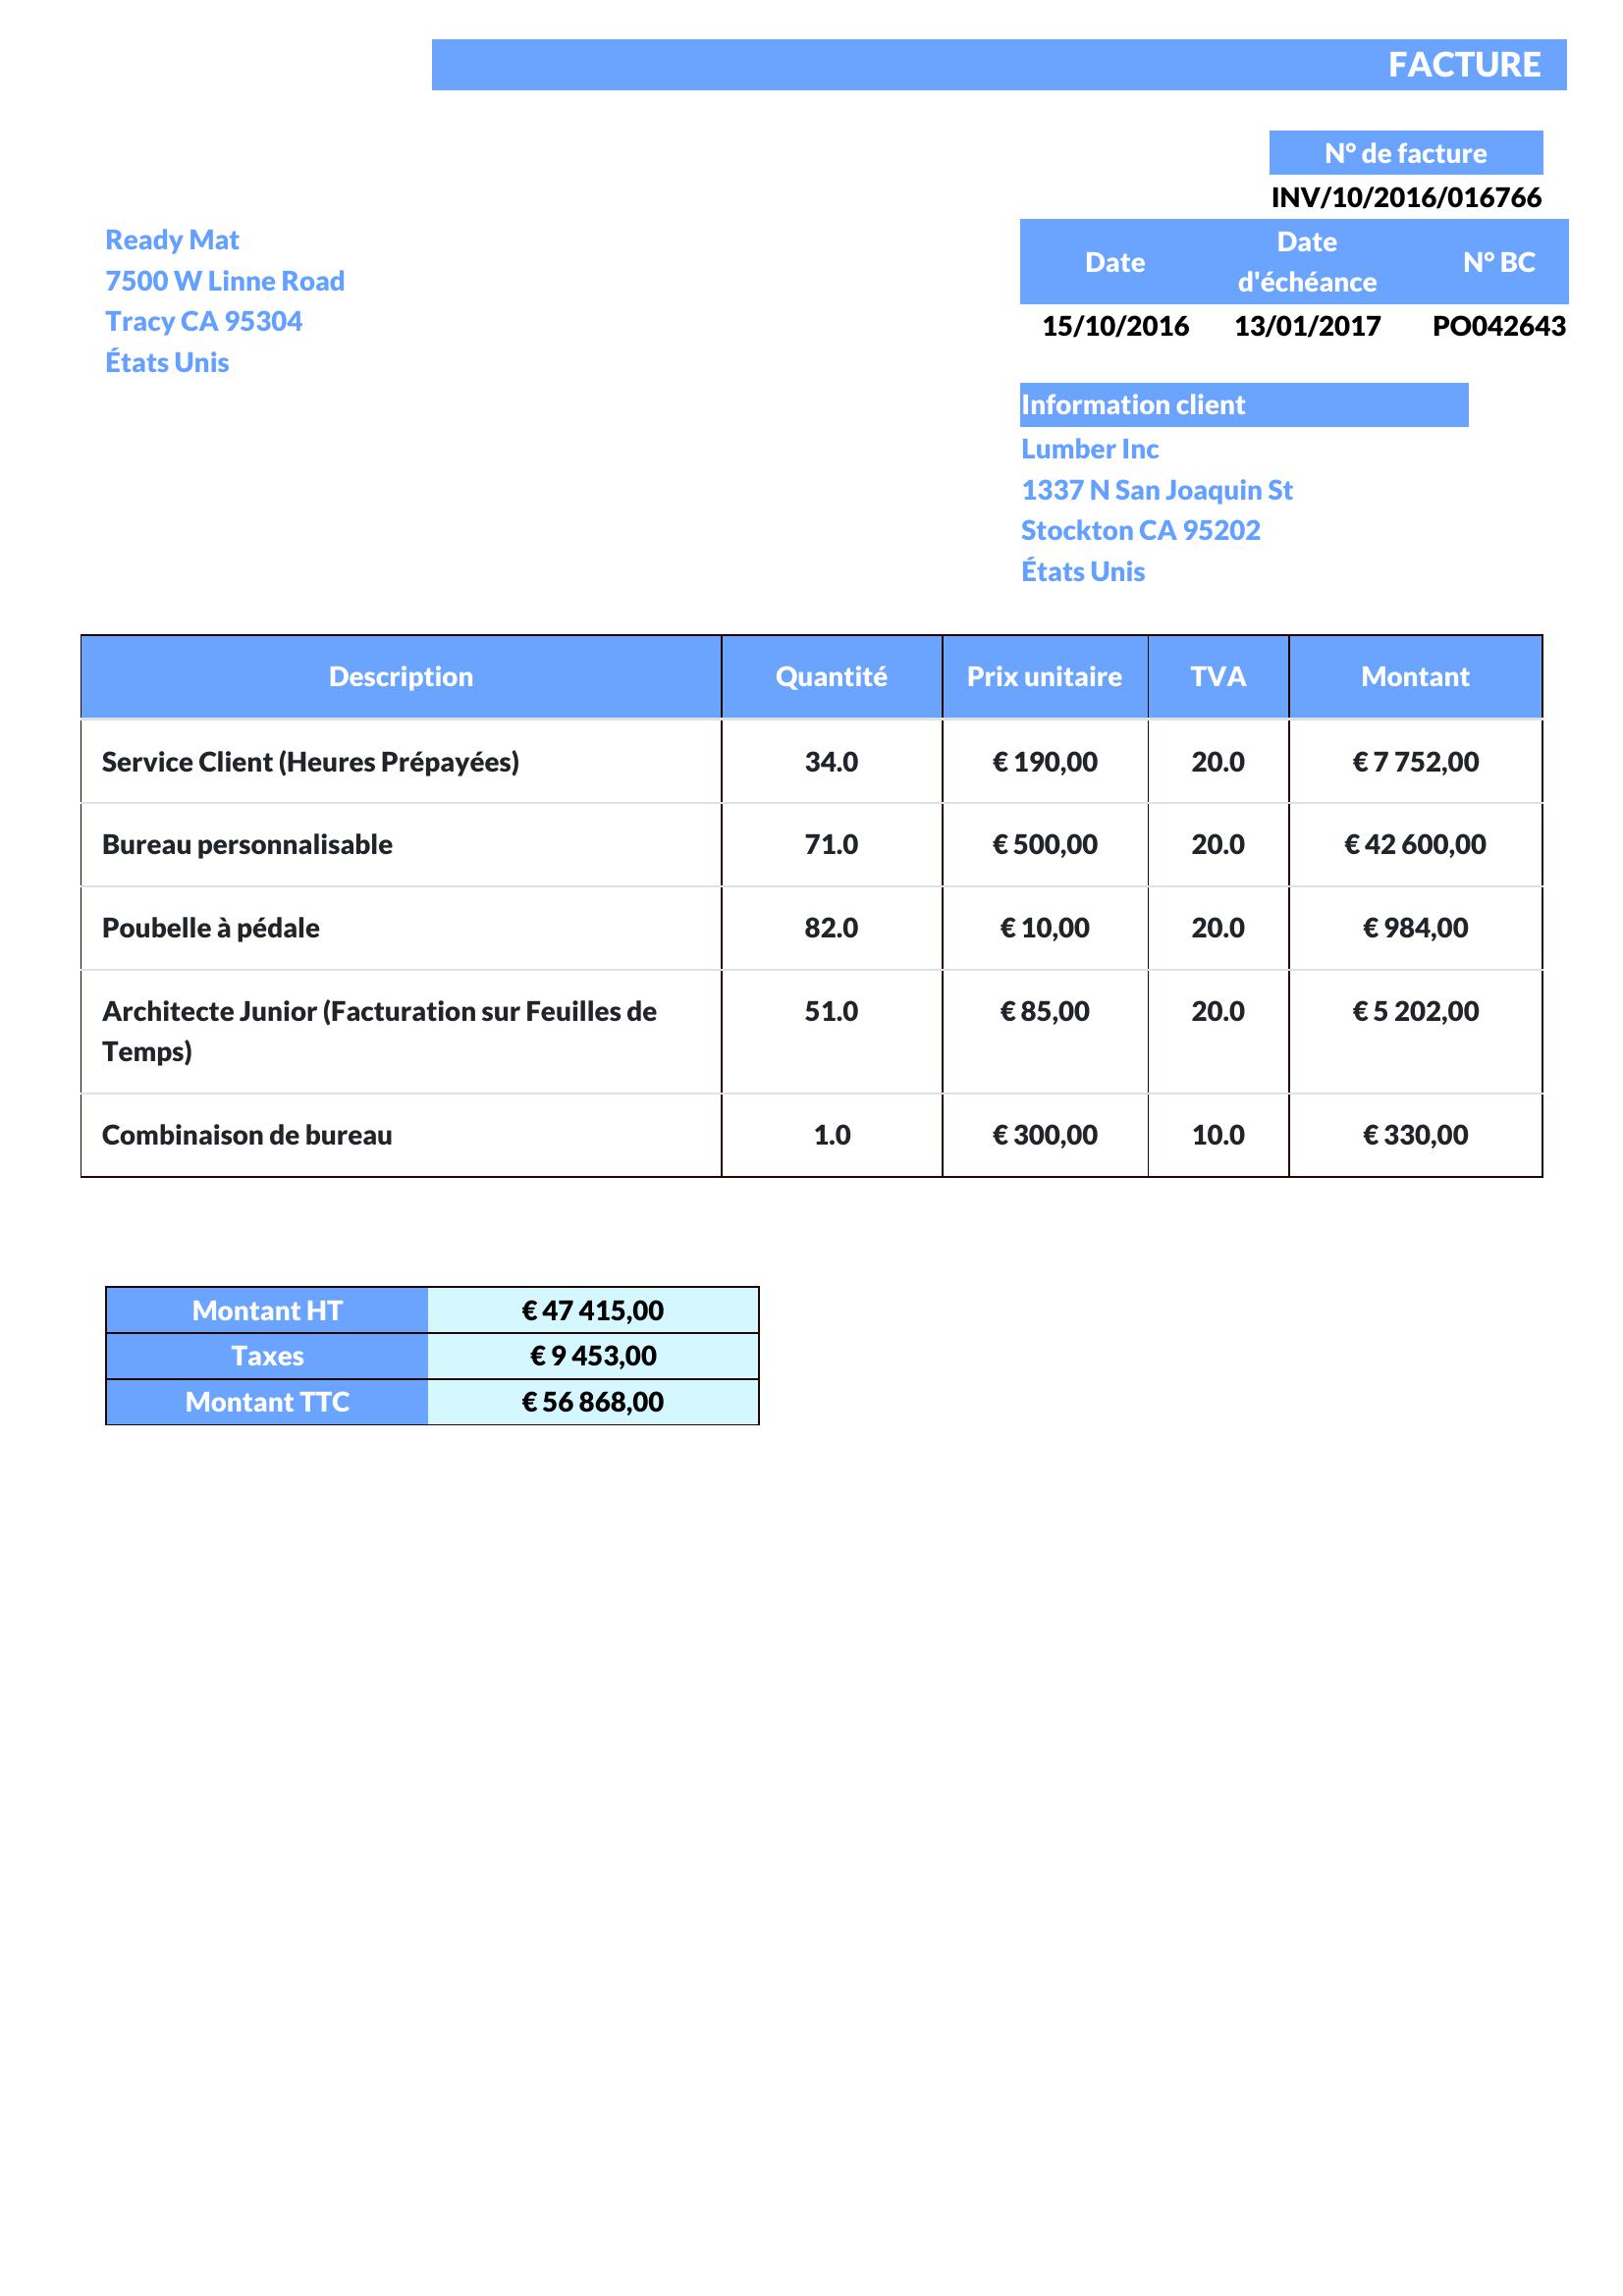 FACTURE
N° de facture
INV/10/2016/016766
Ready Mat
7500 W Linne Road
Tracy CA 95304
États Unis
Date Date d'échéance N° BC
15/10/2016 13/01/2017 PO042643
Information client
Lumber Inc
1337 N San Joaquin St
Stockton CA 95202
États Unis
Description Quantité Prix unitaire TVA Montant
Service Client (Heures Prépayées) 34.0 € 190,00 20.0 € 7 752,00
Bureau personnalisable 71.0 € 500,00 20.0 € 42 600,00
Poubelle à pédale 82.0 € 10,00 20.0 € 984,00
Architecte Junior (Facturation sur Feuilles de 51.0 € 85,00 20.0 € 5 202,00
Temps)
Combinaison de bureau 1.0 € 300,00 10.0 € 330,00
Montant HT € 47 415,00
Taxes € 9 453,00
Montant TTC € 56 868,00